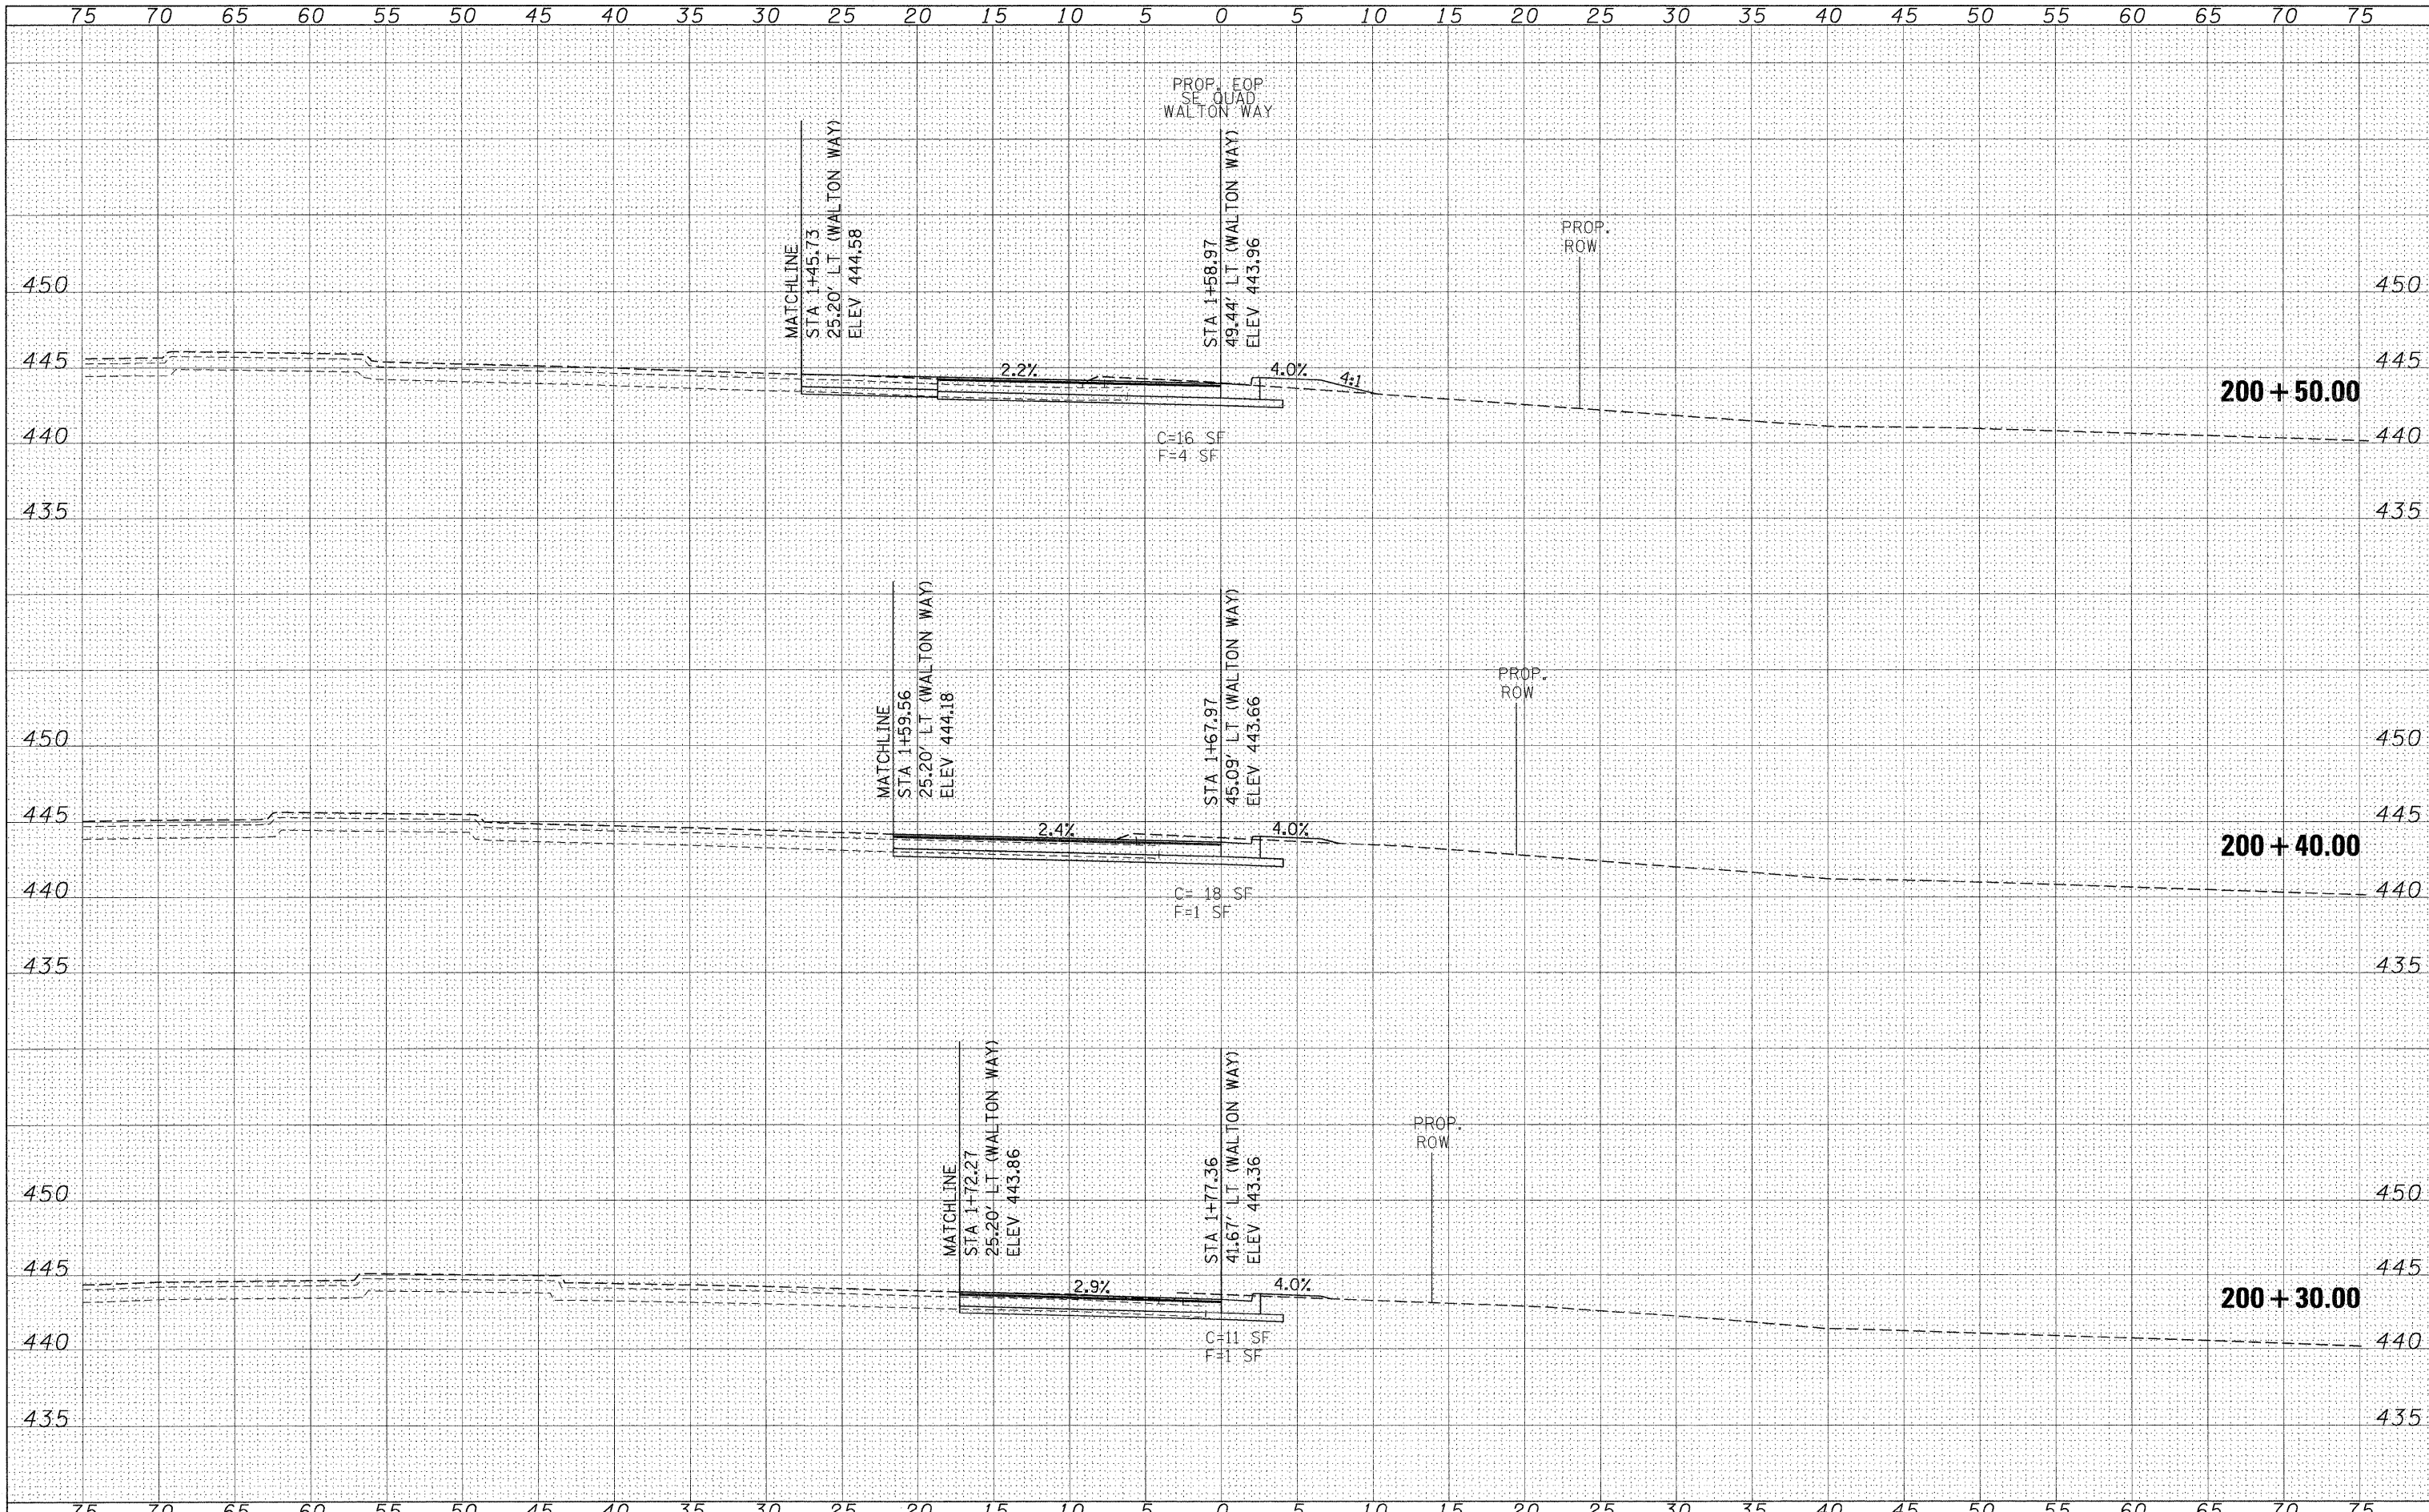 75 70 65 60 55 50 45 40 35 30 25 20 15 10 5 0 5 10 15 20 25 30 35 40 45 50 55 60 65 70 75
PROP. EOP
SE QUAD
WALTON WAY
MATCHLINE
STA 1+45.73
25.20' LT (WALTON WAY)
ELEV 444.58
STA 1+58.97
49.44' LT (WALTON WAY)
ELEV 443.96
PROP.
ROW
450 450
445 2.2% 4.0% 4:1 445
200+50.00
440 440
C=16 SF
F=4 SF
435 435
MATCHLINE
STA 1+59.56
25.20' LT (WALTON WAY)
ELEV 444.18
STA 1+67.97
45.09' LT (WALTON WAY)
ELEV 443.66
PROP.
ROW
450 450
445 2.4% 4.0% 445
200+40.00
440 440
C= 18 SF
F=1 SF
435 435
MATCHLINE
STA 1+72.27
25.20' LT (WALTON WAY)
ELEV 443.86
STA 1+77.36
41.67' LT (WALTON WAY)
ELEV 443.36
PROP.
ROW
450 450
445 2.9% 4.0% 445
200+30.00
440 440
C=11 SF
F=1 SF
435 435
75 70 65 60 55 50 45 40 35 30 25 20 15 10 5 0 5 10 15 20 25 30 35 40 45 50 55 60 65 70 75